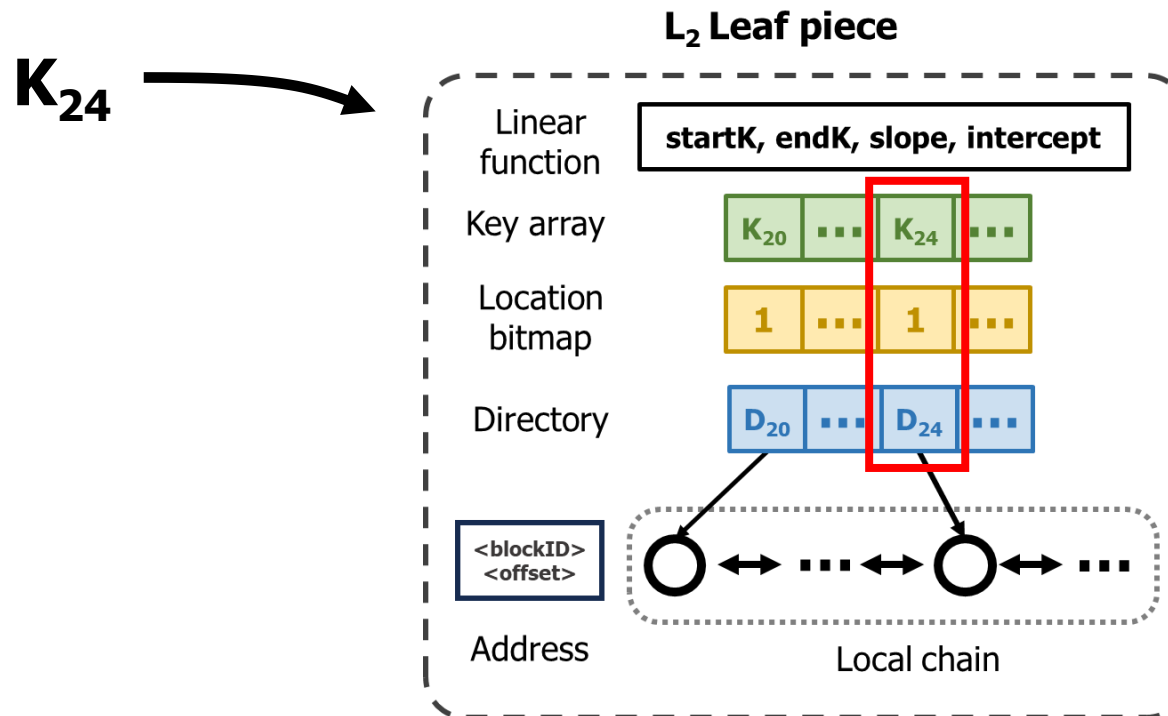 L₂ Leaf piece
K₂₄
Linear
function
startK, endK, slope, intercept
Key array
K₂₀ ... K₂₄ ...
Location
bitmap
1 ... 1 ...
Directory
D₂₀ ... D₂₄ ...
<blockID>
<offset>
...
...
Address
Local chain